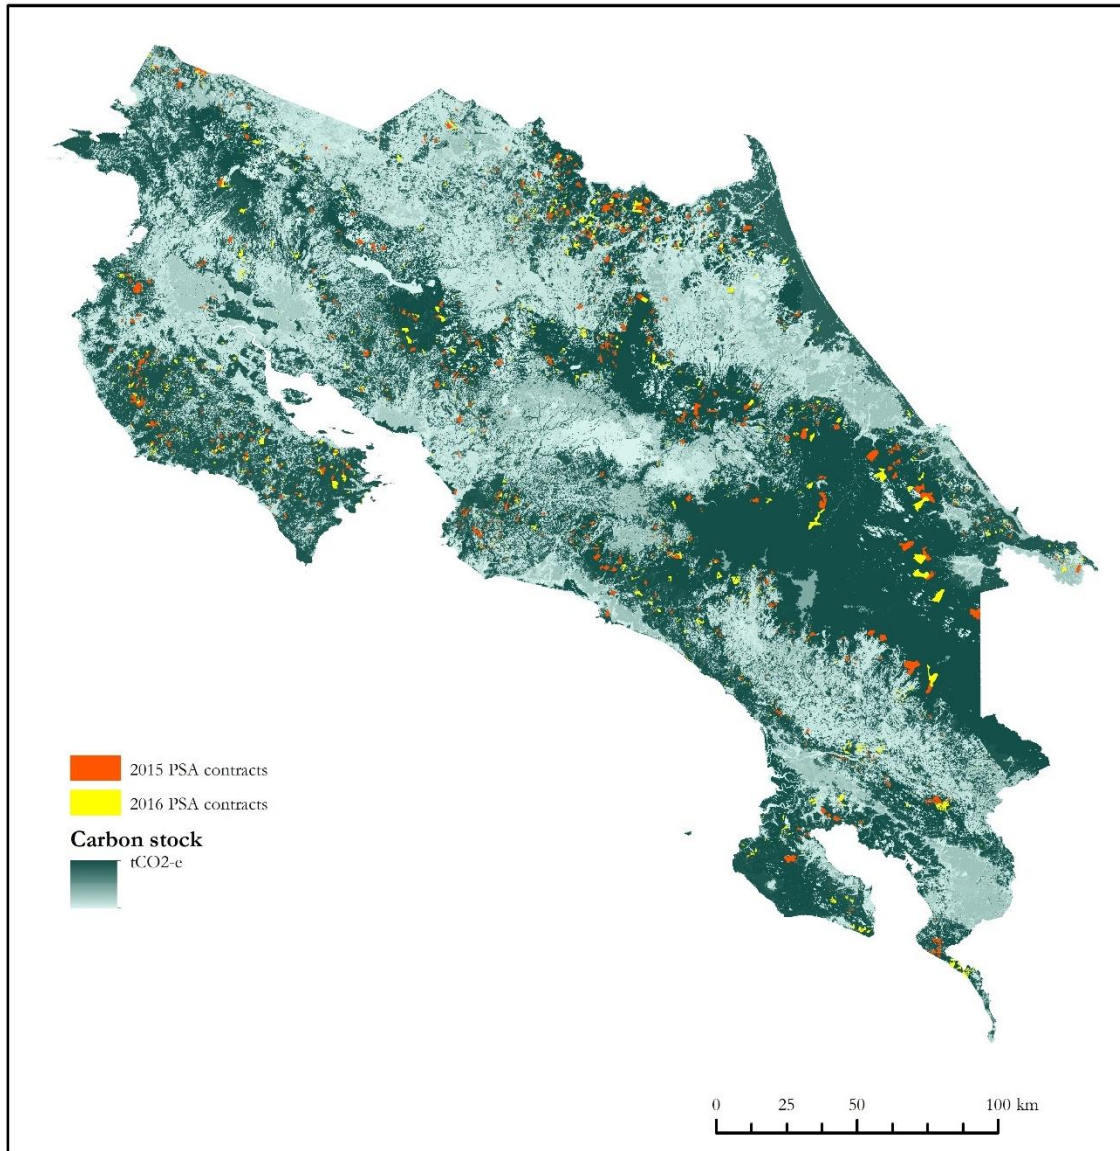 2015 PSA contracts
2016 PSA contracts
Carbon stock
tCO2-e
0 25 50 100 km